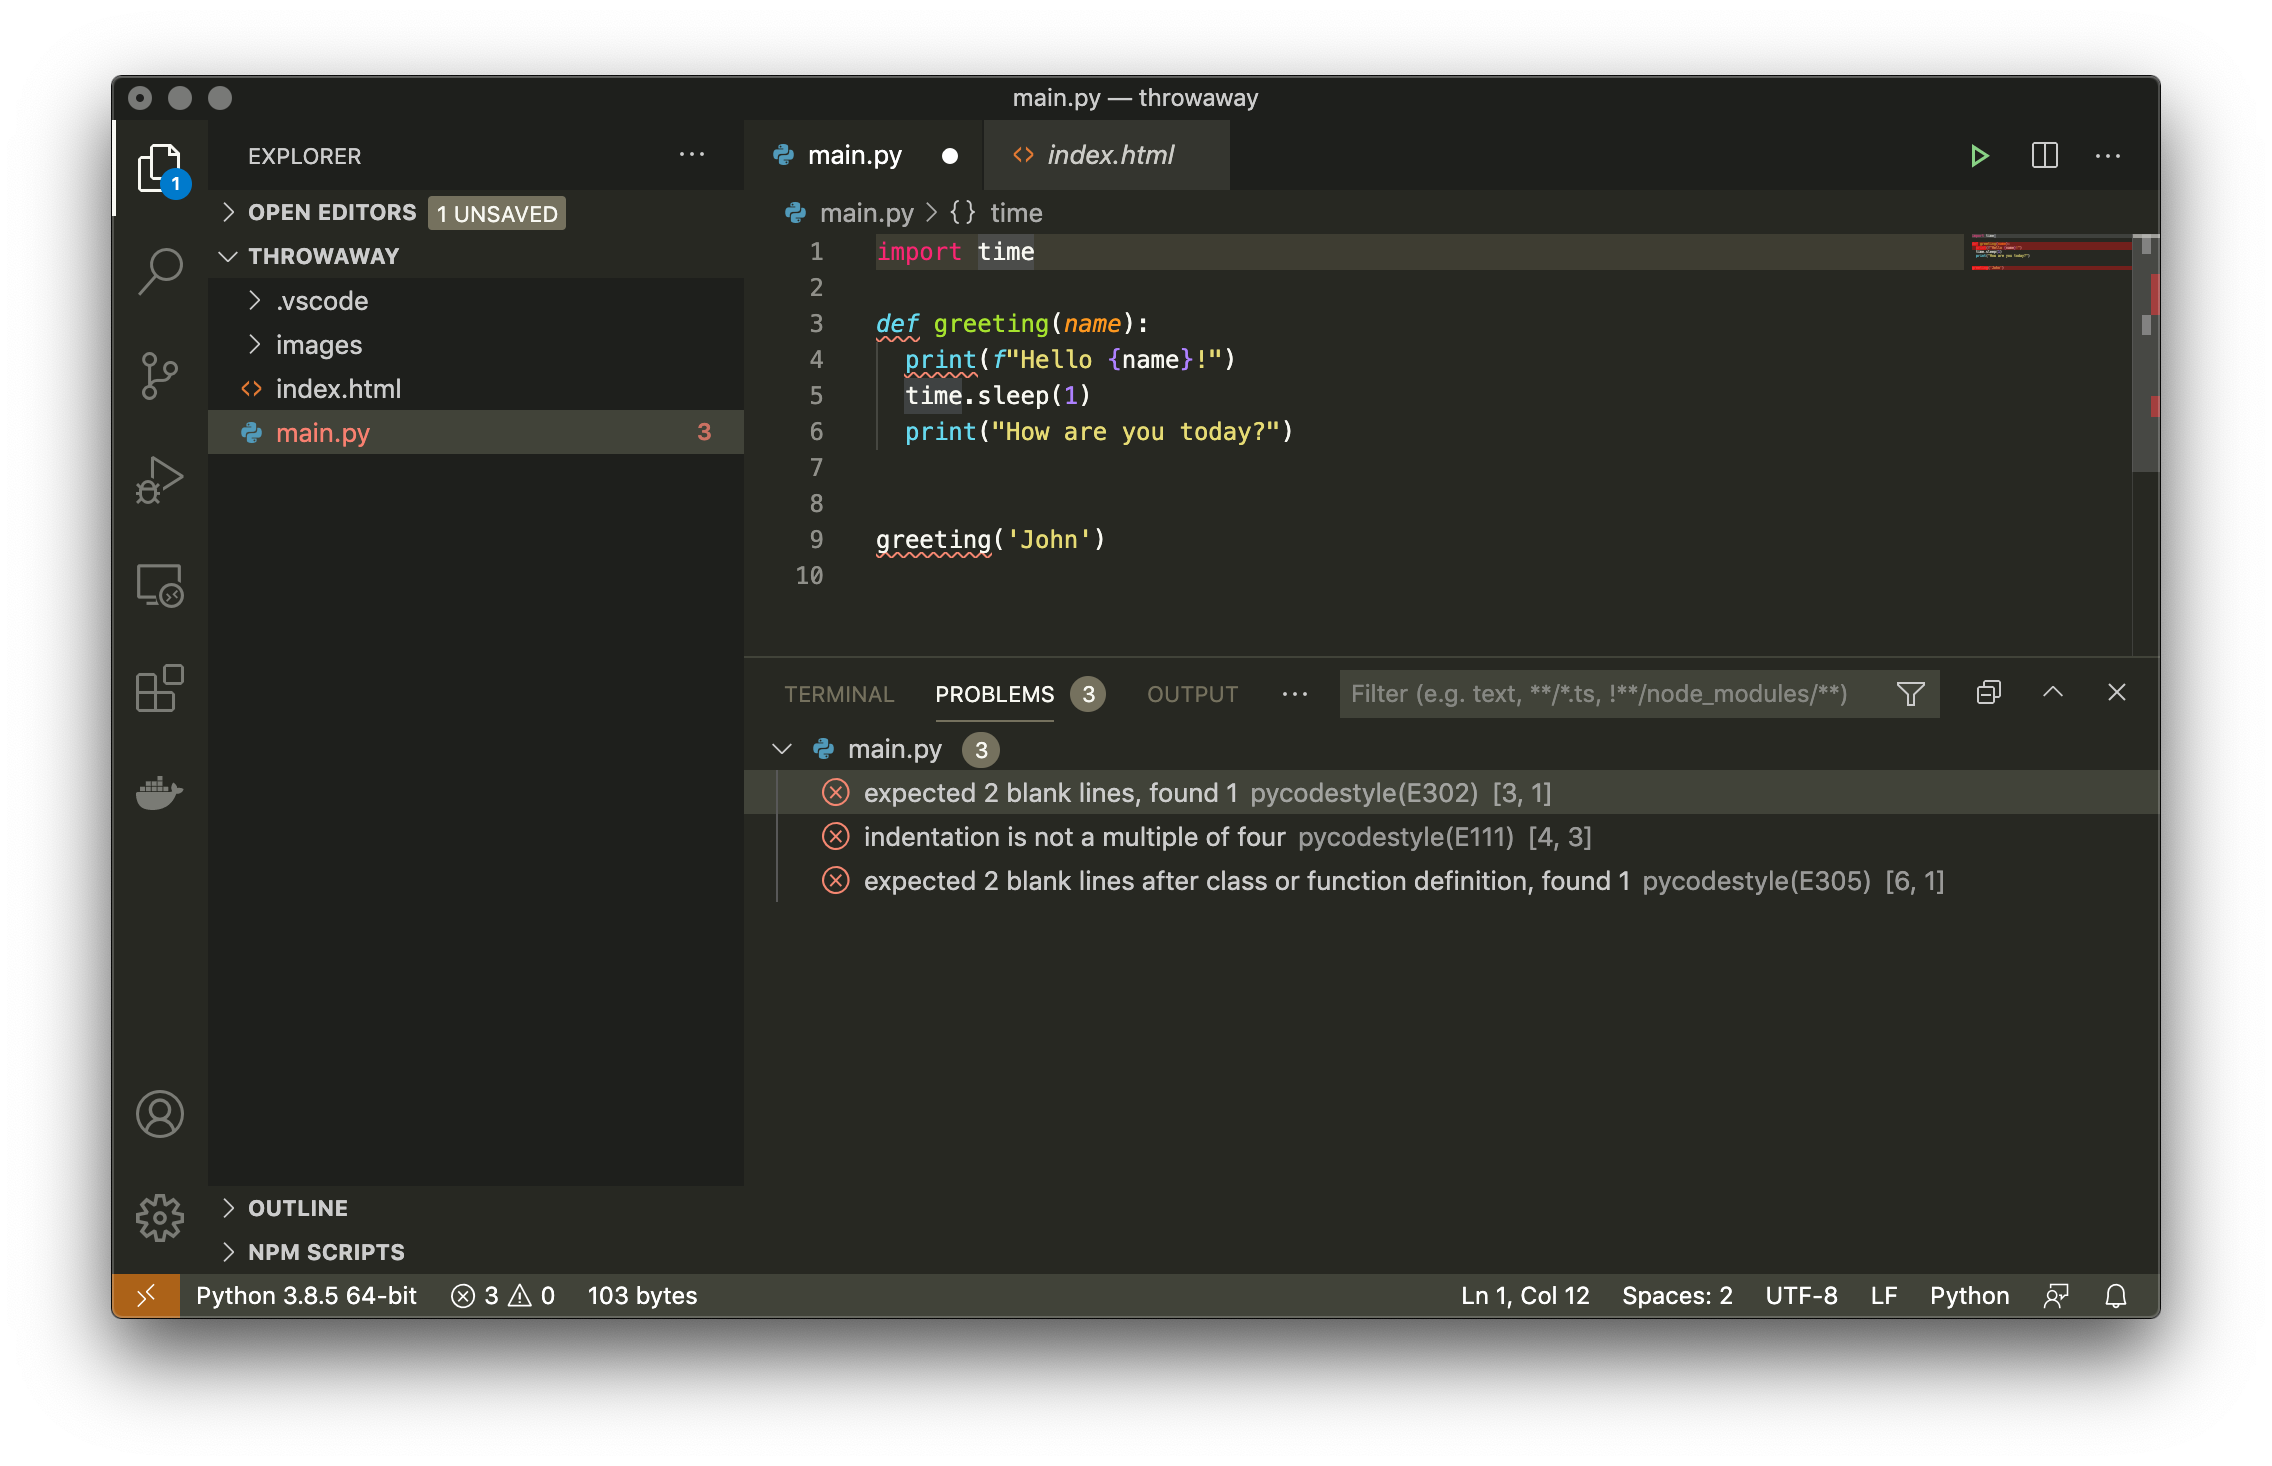 main.py — throwaway
EXPLORER
main.py
index.html
1
OPEN EDITORS 1 UNSAVED
THROWAWAY
.vscode
images
index.html
main.py 3
OUTLINE
NPM SCRIPTS
main.py > {} time
1 import time
2
3 def greeting(name):
4 print(f"Hello {name}!")
5 time.sleep(1)
6 print("How are you today?")
7
8
9 greeting('John')
10
TERMINAL PROBLEMS 3 OUTPUT ··· Filter (e.g. text, **/*.ts, !**/node_modules/**)
main.py 3
expected 2 blank lines, found 1 pycodestyle(E302) [3, 1]
indentation is not a multiple of four pycodestyle(E111) [4, 3]
expected 2 blank lines after class or function definition, found 1 pycodestyle(E305) [6, 1]
Python 3.8.5 64-bit 3 0 103 bytes Ln 1, Col 12 Spaces: 2 UTF-8 LF Python